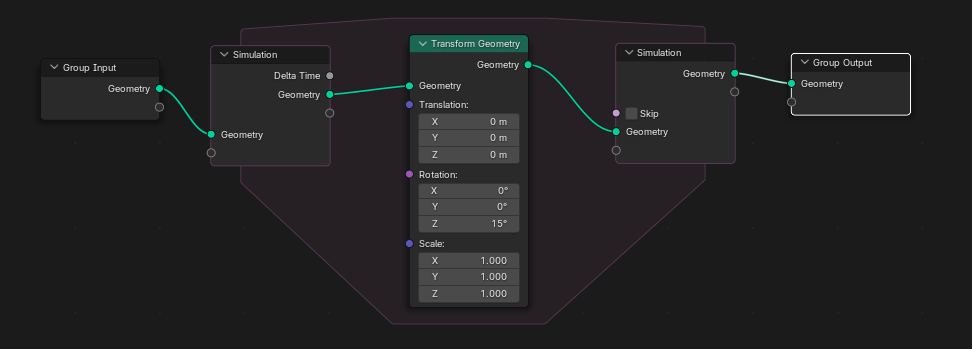 Group Input
Geometry
Simulation
Delta Time
Geometry
Geometry
Transform Geometry
Geometry
Geometry
Translation:
X 0 m
Y 0 m
Z 0 m
Rotation:
X 0°
Y 0°
Z 15°
Scale:
X 1.000
Y 1.000
Z 1.000
Simulation
Geometry
Skip
Geometry
Group Output
Geometry